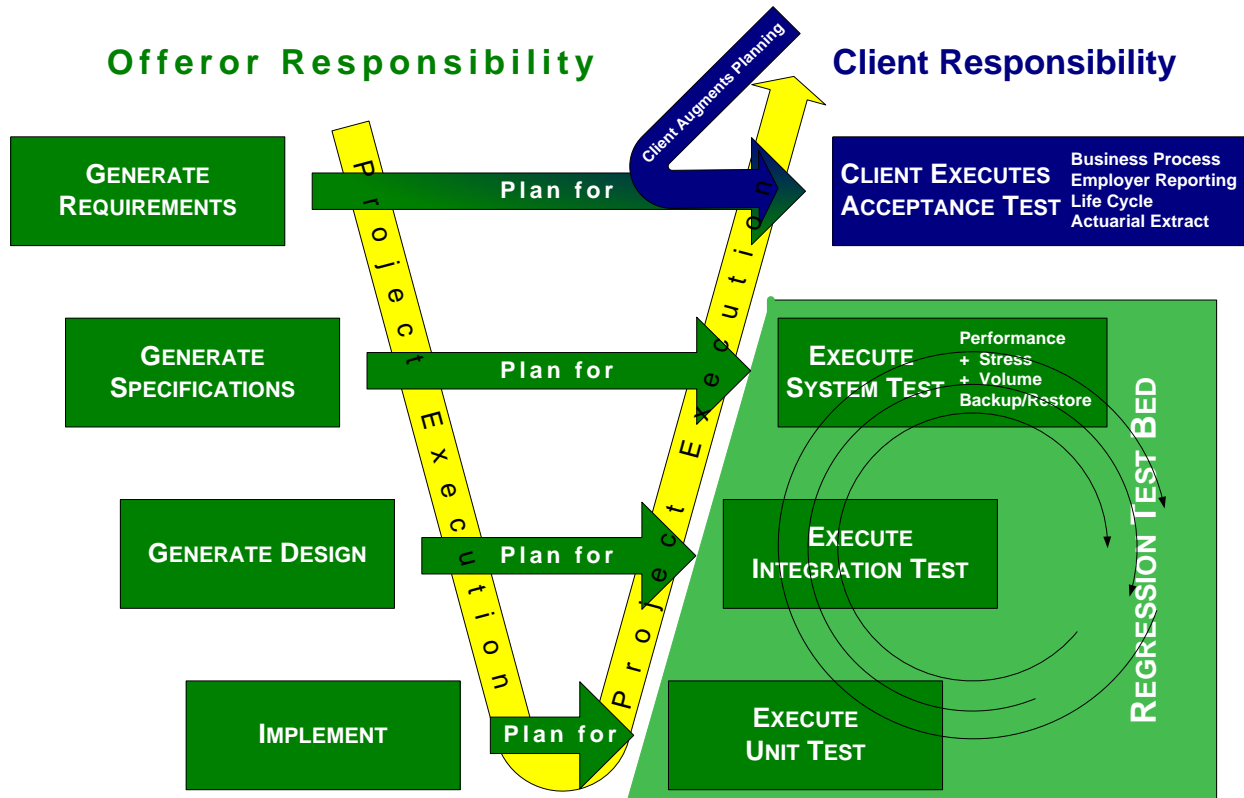 Offeror Responsibility
Client Responsibility
Client Augments Planning
GENERATE
REQUIREMENTS
Plan for
CLIENT EXECUTES
ACCEPTANCE TEST
Business Process
Employer Reporting
Life Cycle
Actuarial Extract
Project Execution
Project Execution
GENERATE
SPECIFICATIONS
Plan for
EXECUTE
SYSTEM TEST
Performance
+ Stress
+ Volume
Backup/Restore
GENERATE DESIGN
Plan for
EXECUTE
INTEGRATION TEST
REGRESSION TEST BED
IMPLEMENT
Plan for
EXECUTE
UNIT TEST